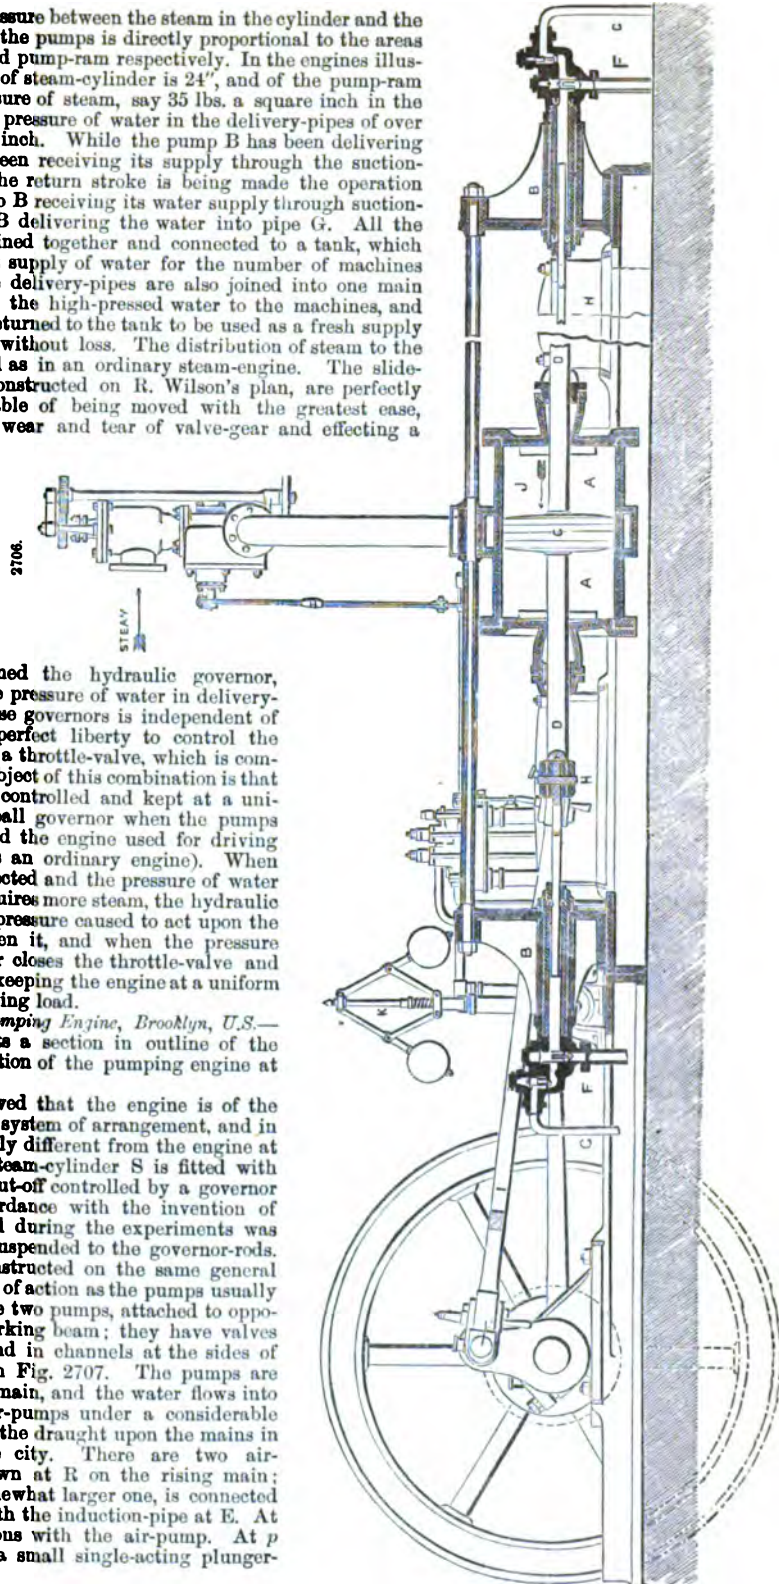 ssure between the steam in the cylinder and the
the pumps is directly proportional to the areas
d pump-ram respectively. In the engines illus-
of steam-cylinder is 24", and of the pump-ram
sure of steam, say 35 lbs. a square inch in the
pressure of water in the delivery-pipes of over
inch. While the pump B has been delivering
een receiving its supply through the suction-
he return stroke is being made the operation
p B receiving its water supply through suction-
B delivering the water into pipe G. All the
ined together and connected to a tank, which
supply of water for the number of machines
delivery-pipes are also joined into one main
the high-pressed water to the machines, and
eturned to the tank to be used as a fresh supply
without loss. The distribution of steam to the
l as in an ordinary steam-engine. The slide-
onstructed on R. Wilson's plan, are perfectly
ble of being moved with the greatest ease,
wear and tear of valve-gear and effecting a
2706.
STEAM
G
F
B
H
D
J
A
C
A
D
H
B
K
F
G
I
ned the hydraulic governor,
e pressure of water in delivery-
se governors is independent of
perfect liberty to control the
a throttle-valve, which is com-
bject of this combination is that
controlled and kept at a uni-
all governor when the pumps
d the engine used for driving
s an ordinary engine). When
cted and the pressure of water
uires more steam, the hydraulic
pressure caused to act upon the
en it, and when the pressure
r closes the throttle-valve and
keeping the engine at a uniform
ing load.
mping Engine, Brooklyn, U.S.—
ts a section in outline of the
tion of the pumping engine at
ved that the engine is of the
system of arrangement, and in
ly different from the engine at
team-cylinder S is fitted with
ut-off controlled by a governor
rdance with the invention of
d during the experiments was
uspended to the governor-rods.
structed on the same general
of action as the pumps usually
e two pumps, attached to oppo-
rking beam; they have valves
nd in channels at the sides of
n Fig. 2707. The pumps are
main, and the water flows into
r-pumps under a considerable
the draught upon the mains in
e city. There are two air-
wn at R on the rising main;
ewhat larger one, is connected
th the induction-pipe at E. At
ons with the air-pump. At p
a small single-acting plunger-